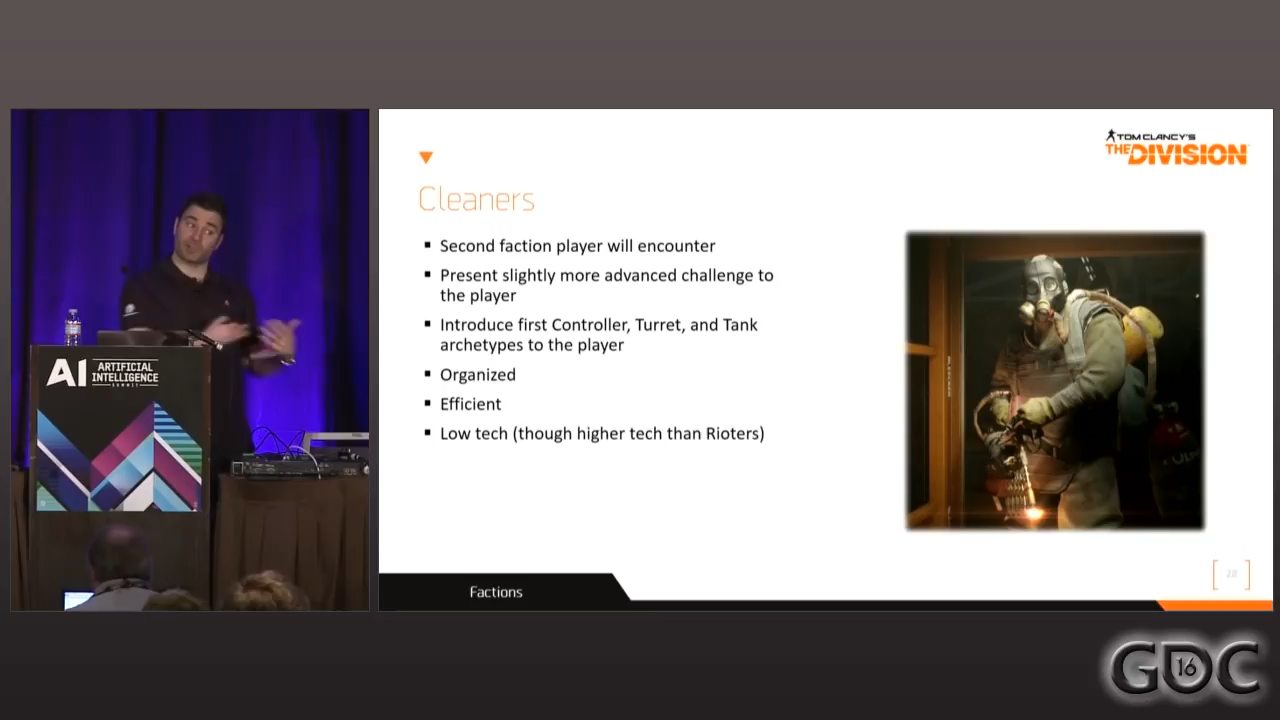 TOM CLANCY'S
THE DIVISION
Cleaners
Second faction player will encounter
Present slightly more advanced challenge to
the player
Introduce first Controller, Turret, and Tank
archetypes to the player
Organized
Efficient
Low tech (though higher tech than Rioters)
AI ARTIFICIAL
INTELLIGENCE
SUMMIT
Factions
28
GDC 16